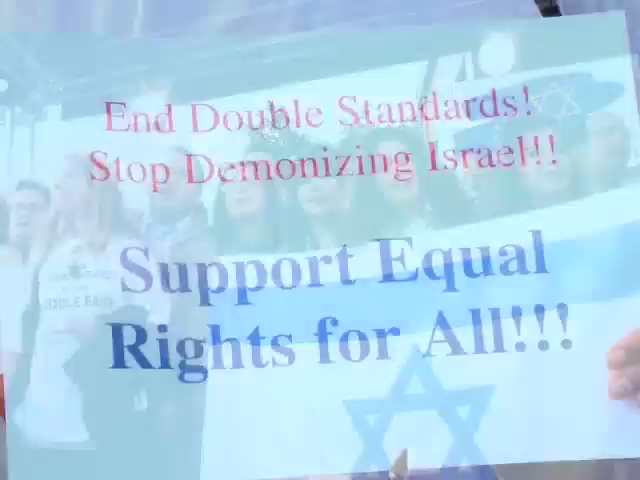 End Double Standards!
Stop Demonizing Israel!!
Support Equal
Rights for All!!!